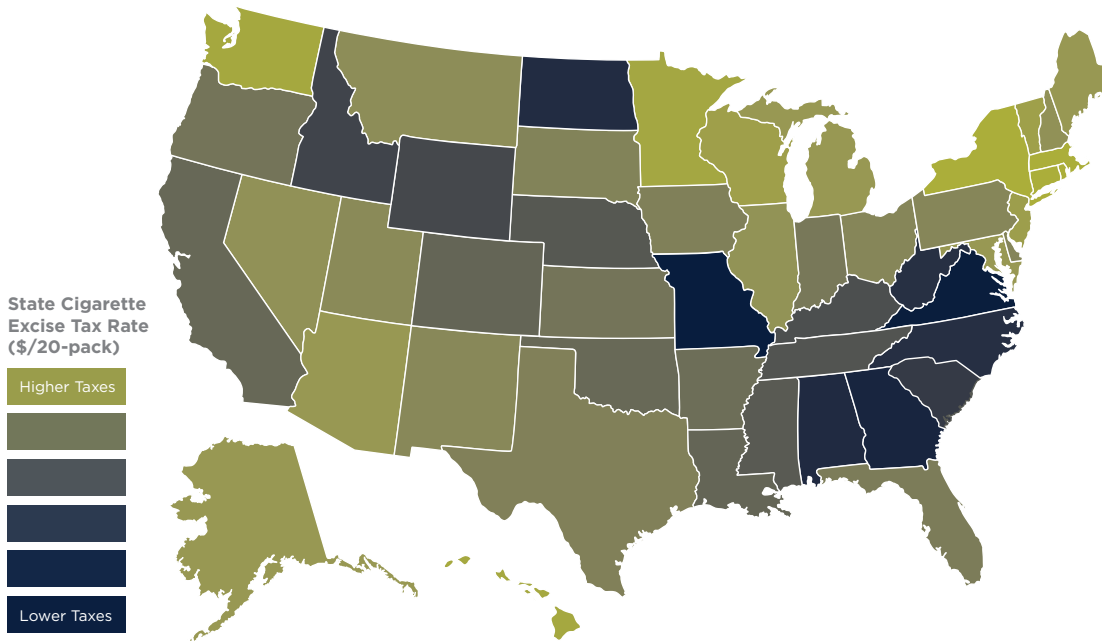 State Cigarette
Excise Tax Rate
($/20-pack)
Higher Taxes
Lower Taxes